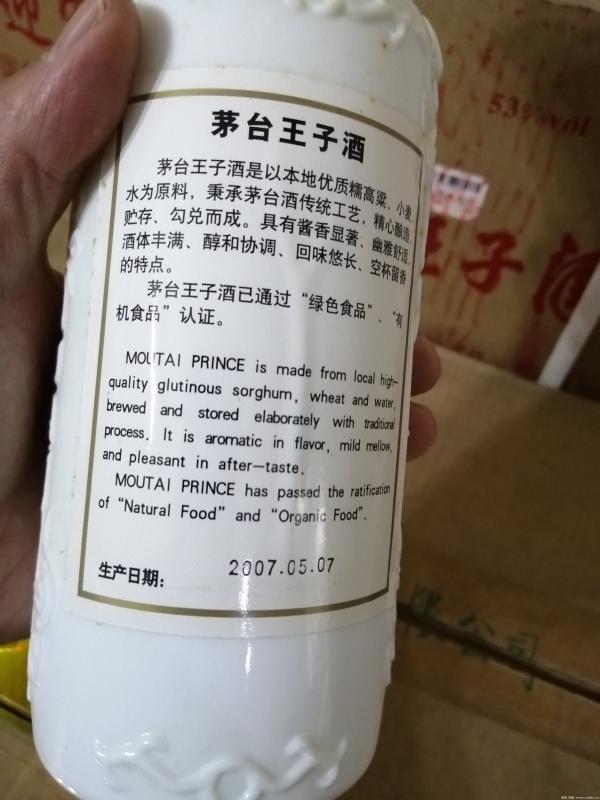 茅台王子酒
茅台王子酒是以本地优质糯高粱、小麦、
水为原料，秉承茅台酒传统工艺，精心酿造、
贮存、勾兑而成。具有酱香显著、幽雅舒适、
酒体丰满、醇和协调、回味悠长、空杯留香
的特点。
茅台王子酒已通过“绿色食品”、“有
机食品”认证。
MOUTAI PRINCE is made from local high-
quality glutinous sorghum, wheat and water,
brewed and stored elaborately with traditional
process. It is aromatic in flavor, mild mellow,
and pleasant in after-taste.
MOUTAI PRINCE has passed the ratification
of “Natural Food” and “Organic Food”.
生产日期： 2007.05.07
迎
53%vol
王子酒
限公司